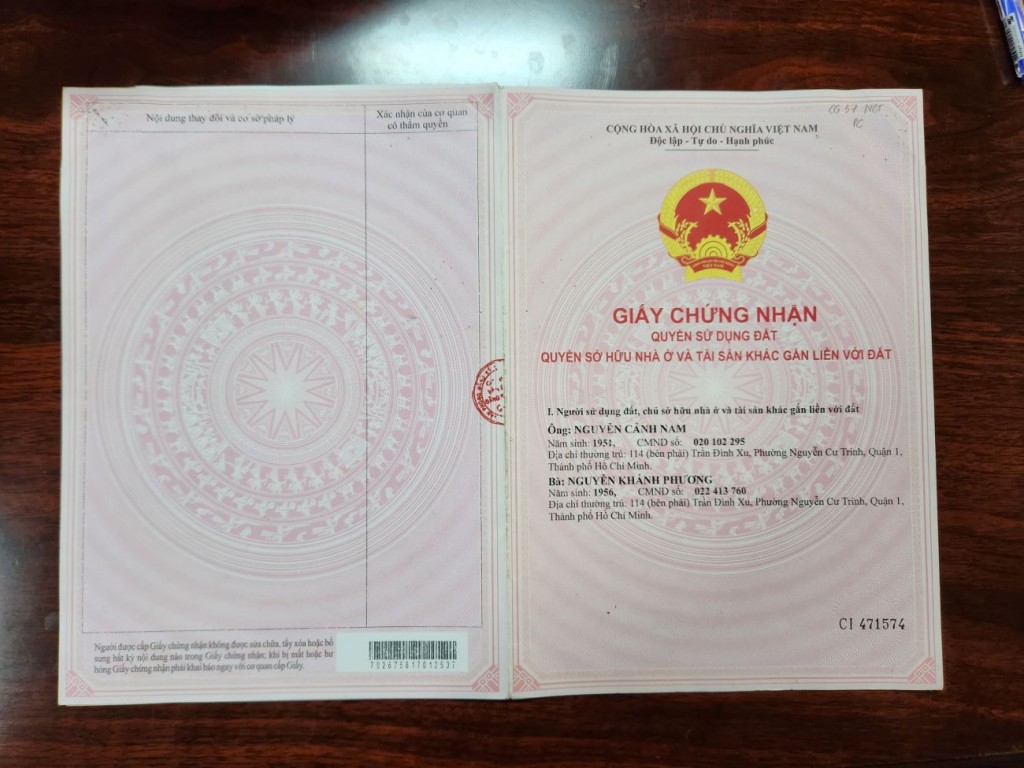 Nội dung thay đổi và cơ sở pháp lý
Xác nhận của cơ quan
có thẩm quyền
Người được cấp Giấy chứng nhận không được sửa chữa, tẩy xóa hoặc bổ
sung bất kỳ nội dung nào trong Giấy chứng nhận; khi bị mất hoặc hư
hỏng Giấy chứng nhận phải khai báo ngay với cơ quan cấp Giấy.
702675617012537
CỘNG HÒA XÃ HỘI CHỦ NGHĨA VIỆT NAM
Độc lập - Tự do - Hạnh phúc
VIỆT NAM
GIẤY CHỨNG NHẬN
QUYỀN SỬ DỤNG ĐẤT
QUYỀN SỞ HỮU NHÀ Ở VÀ TÀI SẢN KHÁC GẮN LIỀN VỚI ĐẤT
I. Người sử dụng đất, chủ sở hữu nhà ở và tài sản khác gắn liền với đất
Ông: NGUYỄN CẢNH NAM
Năm sinh: 1951, CMND số: 020 102 295
Địa chỉ thường trú: 114 (bên phải) Trần Đình Xu, Phường Nguyễn Cư Trinh, Quận 1,
Thành phố Hồ Chí Minh.
Bà: NGUYỄN KHÁNH PHƯƠNG
Năm sinh: 1956, CMND số: 022 413 760
Địa chỉ thường trú: 114 (bên phải) Trần Đình Xu, Phường Nguyễn Cư Trinh, Quận 1,
Thành phố Hồ Chí Minh.
CI 471574